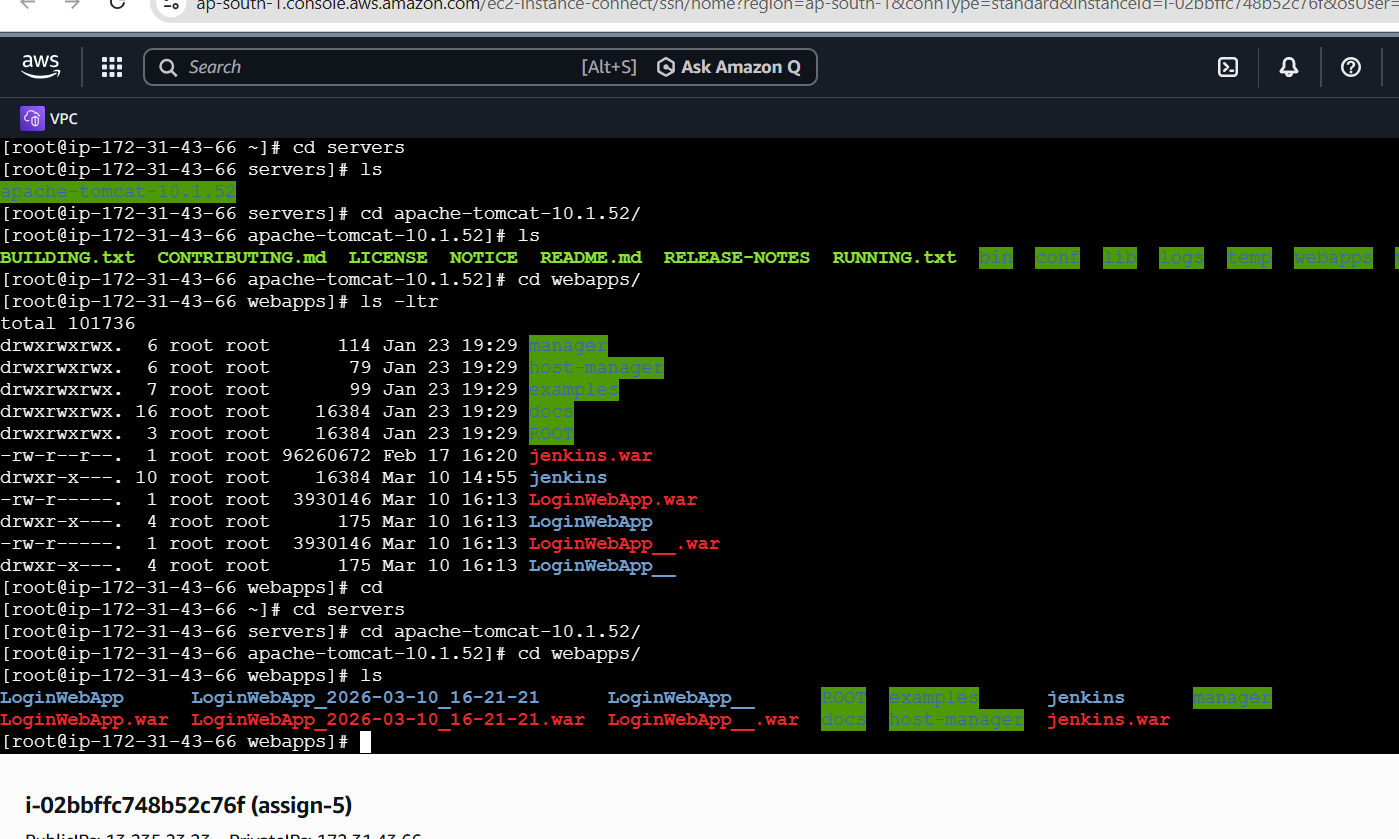 ap-south-1.console.aws.amazon.com/ec2-instance-connect/ssh/home?region=ap-south-1&connType=standard&instanceId=i-02bbffc748b52c76f&osUser=
aws Search [Alt+S] Ask Amazon Q
VPC
[root@ip-172-31-43-66 ~]# cd servers
[root@ip-172-31-43-66 servers]# ls
apache-tomcat-10.1.52
[root@ip-172-31-43-66 servers]# cd apache-tomcat-10.1.52/
[root@ip-172-31-43-66 apache-tomcat-10.1.52]# ls
BUILDING.txt CONTRIBUTING.md LICENSE NOTICE README.md RELEASE-NOTES RUNNING.txt bin conf lib logs temp webapps
[root@ip-172-31-43-66 apache-tomcat-10.1.52]# cd webapps/
[root@ip-172-31-43-66 webapps]# ls -ltr
total 101736
drwxrwxrwx. 6 root root 114 Jan 23 19:29 manager
drwxrwxrwx. 6 root root 79 Jan 23 19:29 host-manager
drwxrwxrwx. 7 root root 99 Jan 23 19:29 examples
drwxrwxrwx. 16 root root 16384 Jan 23 19:29 docs
drwxrwxrwx. 3 root root 16384 Jan 23 19:29 ROOT
-rw-r--r--. 1 root root 96260672 Feb 17 16:20 jenkins.war
drwxr-x---. 10 root root 16384 Mar 10 14:55 jenkins
-rw-r-----. 1 root root 3930146 Mar 10 16:13 LoginWebApp.war
drwxr-x---. 4 root root 175 Mar 10 16:13 LoginWebApp
-rw-r-----. 1 root root 3930146 Mar 10 16:13 LoginWebApp__.war
drwxr-x---. 4 root root 175 Mar 10 16:13 LoginWebApp__
[root@ip-172-31-43-66 webapps]# cd
[root@ip-172-31-43-66 ~]# cd servers
[root@ip-172-31-43-66 servers]# cd apache-tomcat-10.1.52/
[root@ip-172-31-43-66 apache-tomcat-10.1.52]# cd webapps/
[root@ip-172-31-43-66 webapps]# ls
LoginWebApp LoginWebApp_2026-03-10_16-21-21 LoginWebApp__ ROOT examples jenkins manager
LoginWebApp.war LoginWebApp_2026-03-10_16-21-21.war LoginWebApp__.war docs host-manager jenkins.war
[root@ip-172-31-43-66 webapps]#
i-02bbffc748b52c76f (assign-5)
PublicIPs: 13.235.23.23 PrivateIPs: 172.31.43.66